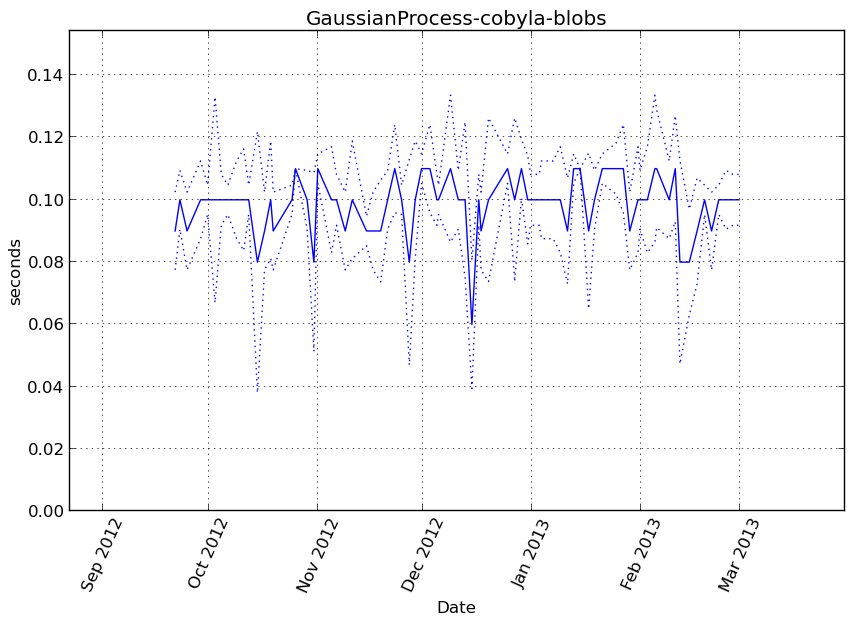 GaussianProcess-cobyla-blobs
0.14
0.12
0.10
0.08
0.06
0.04
0.02
0.00
seconds
Sep 2012
Oct 2012
Nov 2012
Dec 2012
Jan 2013
Feb 2013
Mar 2013
Date